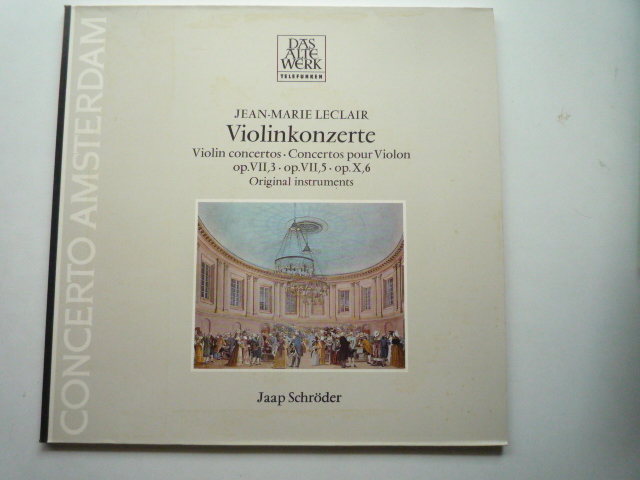 CONCERTO AMSTERDAM
DAS
ALTE
WERK
TELEFUNKEN
JEAN-MARIE LECLAIR
Violinkonzerte
Violin concertos · Concertos pour Violon
op.VII,3 · op.VII,5 · op.X,6
Original instruments
Jaap Schröder